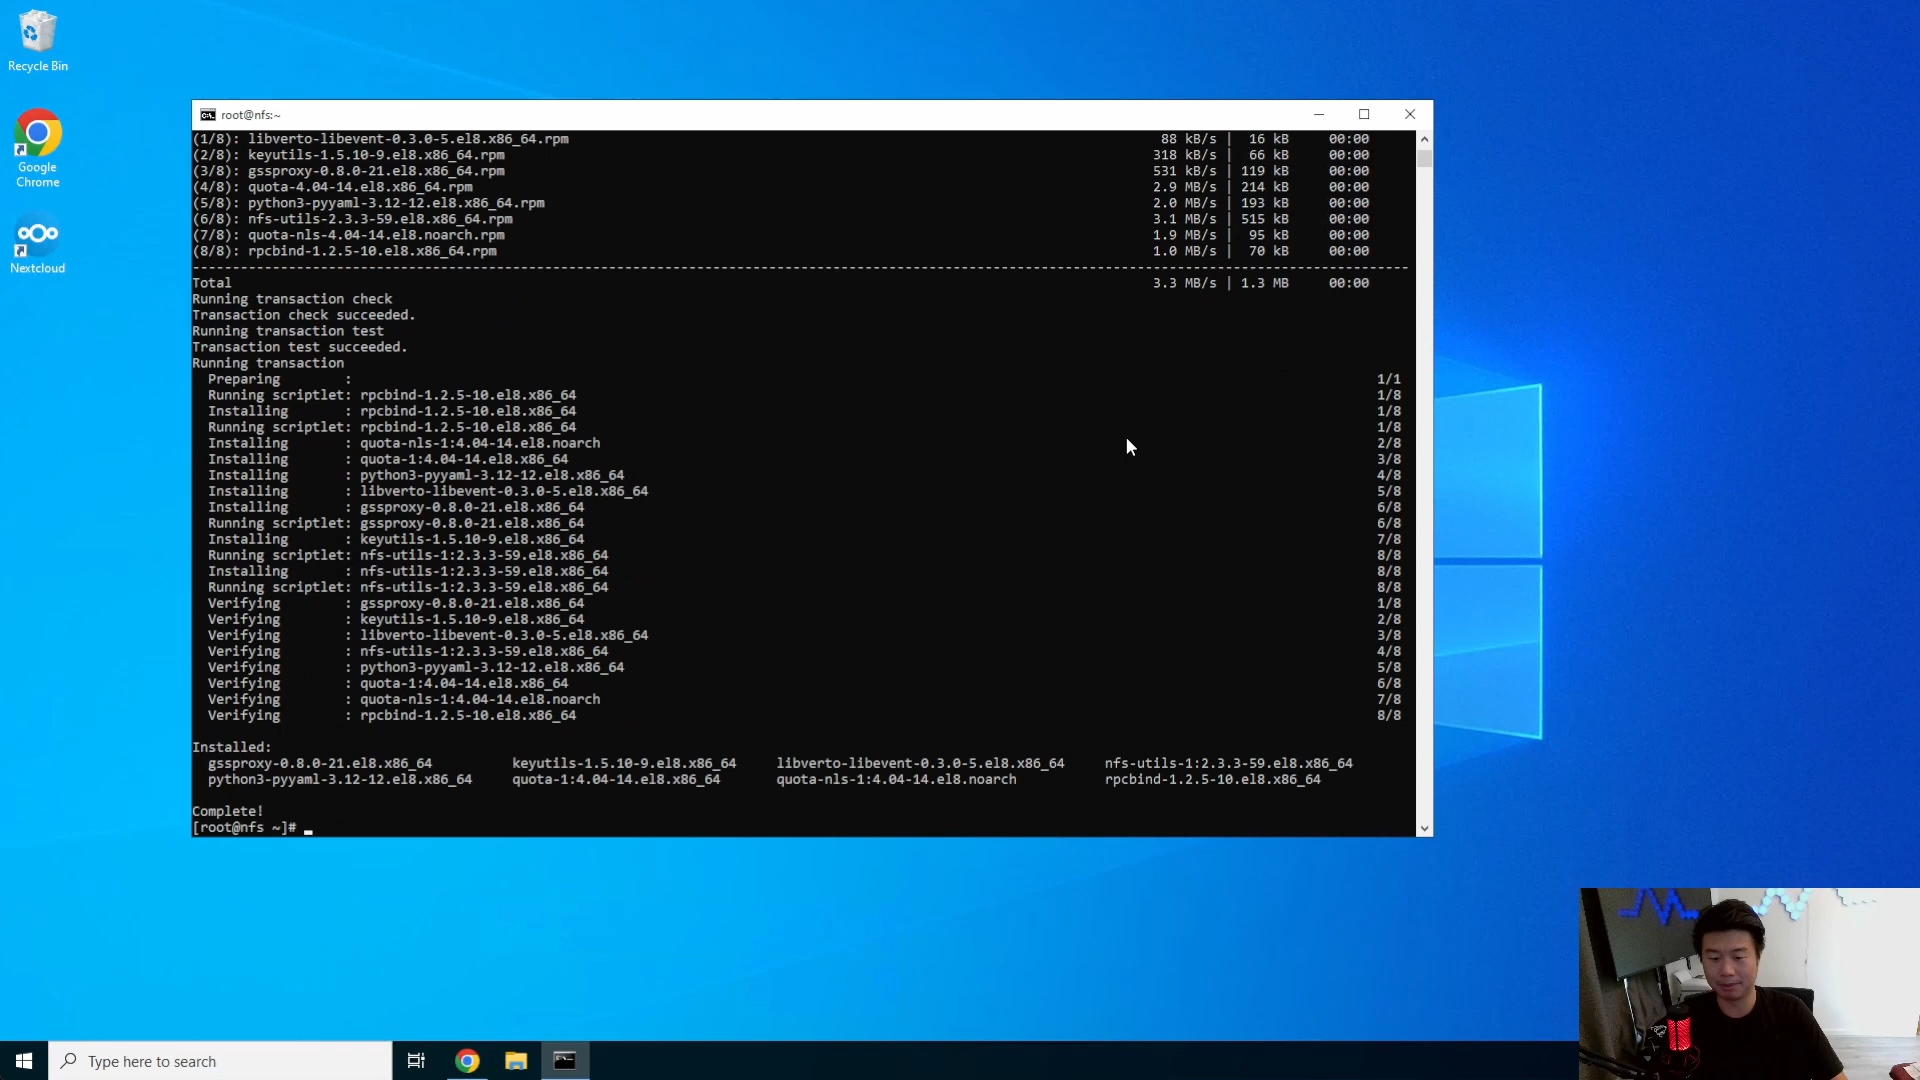 Recycle Bin
Google
Chrome
Nextcloud
root@nfs:~
(1/8): libverto-libevent-0.3.0-5.el8.x86_64.rpm 88 kB/s | 16 kB 00:00
(2/8): keyutils-1.5.10-9.el8.x86_64.rpm 318 kB/s | 66 kB 00:00
(3/8): gssproxy-0.8.0-21.el8.x86_64.rpm 531 kB/s | 119 kB 00:00
(4/8): quota-4.04-14.el8.x86_64.rpm 2.9 MB/s | 214 kB 00:00
(5/8): python3-pyyaml-3.12-12.el8.x86_64.rpm 2.0 MB/s | 193 kB 00:00
(6/8): nfs-utils-2.3.3-59.el8.x86_64.rpm 3.1 MB/s | 515 kB 00:00
(7/8): quota-nls-4.04-14.el8.noarch.rpm 1.9 MB/s | 95 kB 00:00
(8/8): rpcbind-1.2.5-10.el8.x86_64.rpm 1.0 MB/s | 70 kB 00:00
Total 3.3 MB/s | 1.3 MB 00:00
Running transaction check
Transaction check succeeded.
Running transaction test
Transaction test succeeded.
Running transaction
Preparing : 1/1
Running scriptlet: rpcbind-1.2.5-10.el8.x86_64 1/8
Installing : rpcbind-1.2.5-10.el8.x86_64 1/8
Running scriptlet: rpcbind-1.2.5-10.el8.x86_64 1/8
Installing : quota-nls-1:4.04-14.el8.noarch 2/8
Installing : quota-1:4.04-14.el8.x86_64 3/8
Installing : python3-pyyaml-3.12-12.el8.x86_64 4/8
Installing : libverto-libevent-0.3.0-5.el8.x86_64 5/8
Installing : gssproxy-0.8.0-21.el8.x86_64 6/8
Running scriptlet: gssproxy-0.8.0-21.el8.x86_64 6/8
Installing : keyutils-1.5.10-9.el8.x86_64 7/8
Running scriptlet: nfs-utils-1:2.3.3-59.el8.x86_64 8/8
Installing : nfs-utils-1:2.3.3-59.el8.x86_64 8/8
Running scriptlet: nfs-utils-1:2.3.3-59.el8.x86_64 8/8
Verifying : gssproxy-0.8.0-21.el8.x86_64 1/8
Verifying : keyutils-1.5.10-9.el8.x86_64 2/8
Verifying : libverto-libevent-0.3.0-5.el8.x86_64 3/8
Verifying : nfs-utils-1:2.3.3-59.el8.x86_64 4/8
Verifying : python3-pyyaml-3.12-12.el8.x86_64 5/8
Verifying : quota-1:4.04-14.el8.x86_64 6/8
Verifying : quota-nls-1:4.04-14.el8.noarch 7/8
Verifying : rpcbind-1.2.5-10.el8.x86_64 8/8
Installed:
gssproxy-0.8.0-21.el8.x86_64 keyutils-1.5.10-9.el8.x86_64 libverto-libevent-0.3.0-5.el8.x86_64 nfs-utils-1:2.3.3-59.el8.x86_64
python3-pyyaml-3.12-12.el8.x86_64 quota-1:4.04-14.el8.x86_64 quota-nls-1:4.04-14.el8.noarch rpcbind-1.2.5-10.el8.x86_64
Complete!
[root@nfs ~]#
Type here to search